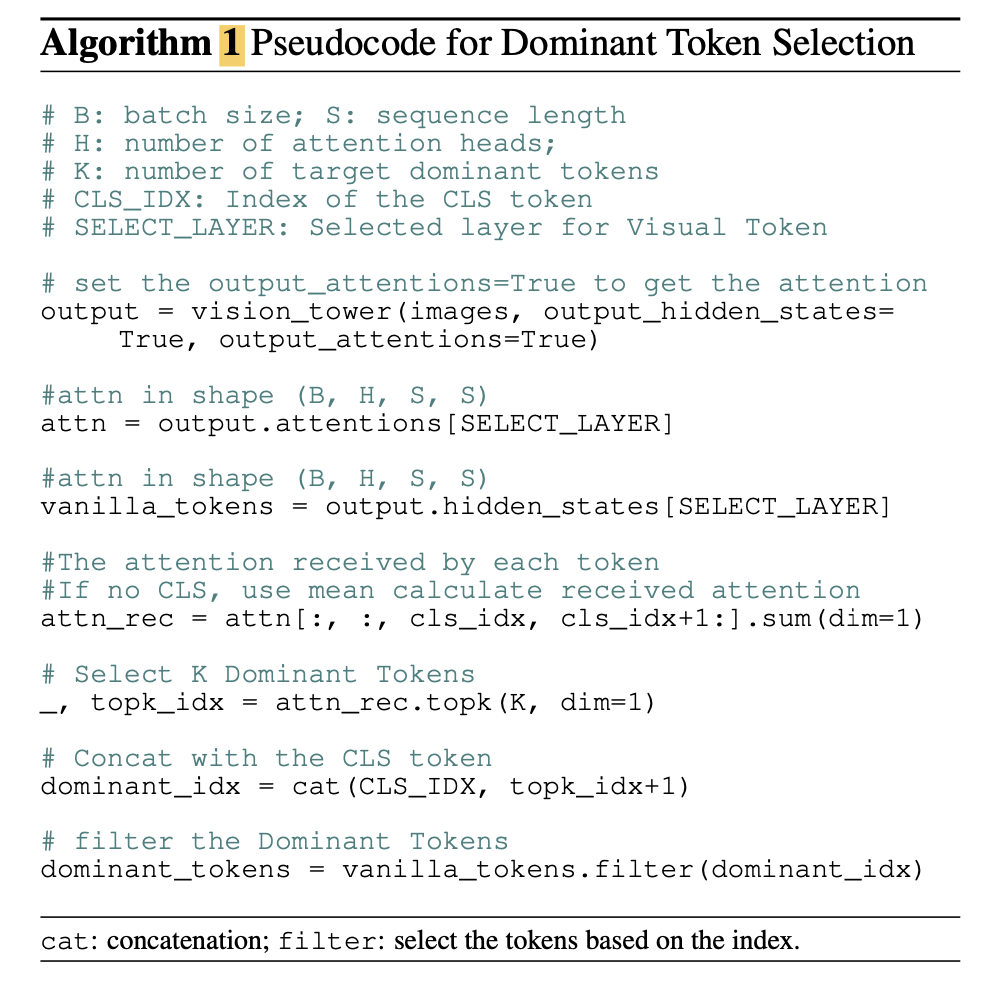 Algorithm 1 Pseudocode for Dominant Token Selection
# B: batch size; S: sequence length
# H: number of attention heads;
# K: number of target dominant tokens
# CLS_IDX: Index of the CLS token
# SELECT_LAYER: Selected layer for Visual Token
# set the output_attentions=True to get the attention
output = vision_tower(images, output_hidden_states=
True, output_attentions=True)
#attn in shape (B, H, S, S)
attn = output.attentions[SELECT_LAYER]
#attn in shape (B, H, S, S)
vanilla_tokens = output.hidden_states[SELECT_LAYER]
#The attention received by each token
#If no CLS, use mean calculate received attention
attn_rec = attn[:, :, cls_idx, cls_idx+1:].sum(dim=1)
# Select K Dominant Tokens
_, topk_idx = attn_rec.topk(K, dim=1)
# Concat with the CLS token
dominant_idx = cat(CLS_IDX, topk_idx+1)
# filter the Dominant Tokens
dominant_tokens = vanilla_tokens.filter(dominant_idx)
cat: concatenation; filter: select the tokens based on the index.